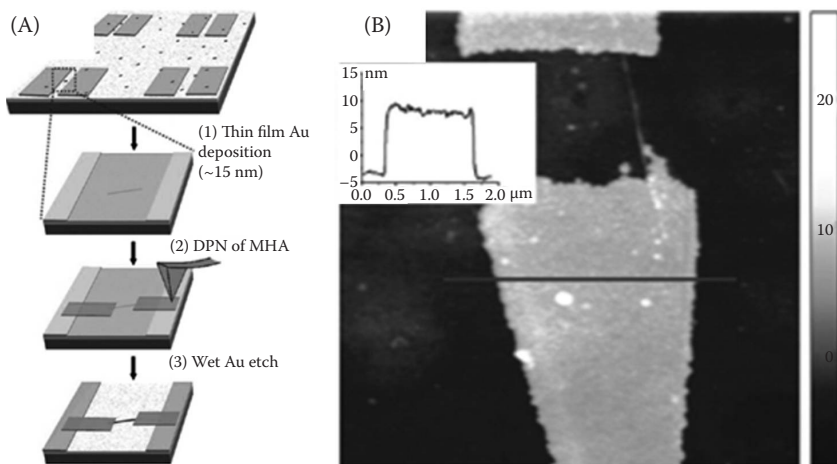 (A)
(1) Thin film Au
deposition
(~15 nm)
(2) DPN of MHA
(3) Wet Au etch
(B)
15
nm
10
5
0
−5
0.0 0.5 1.0 1.5 2.0 μm
20
10
0